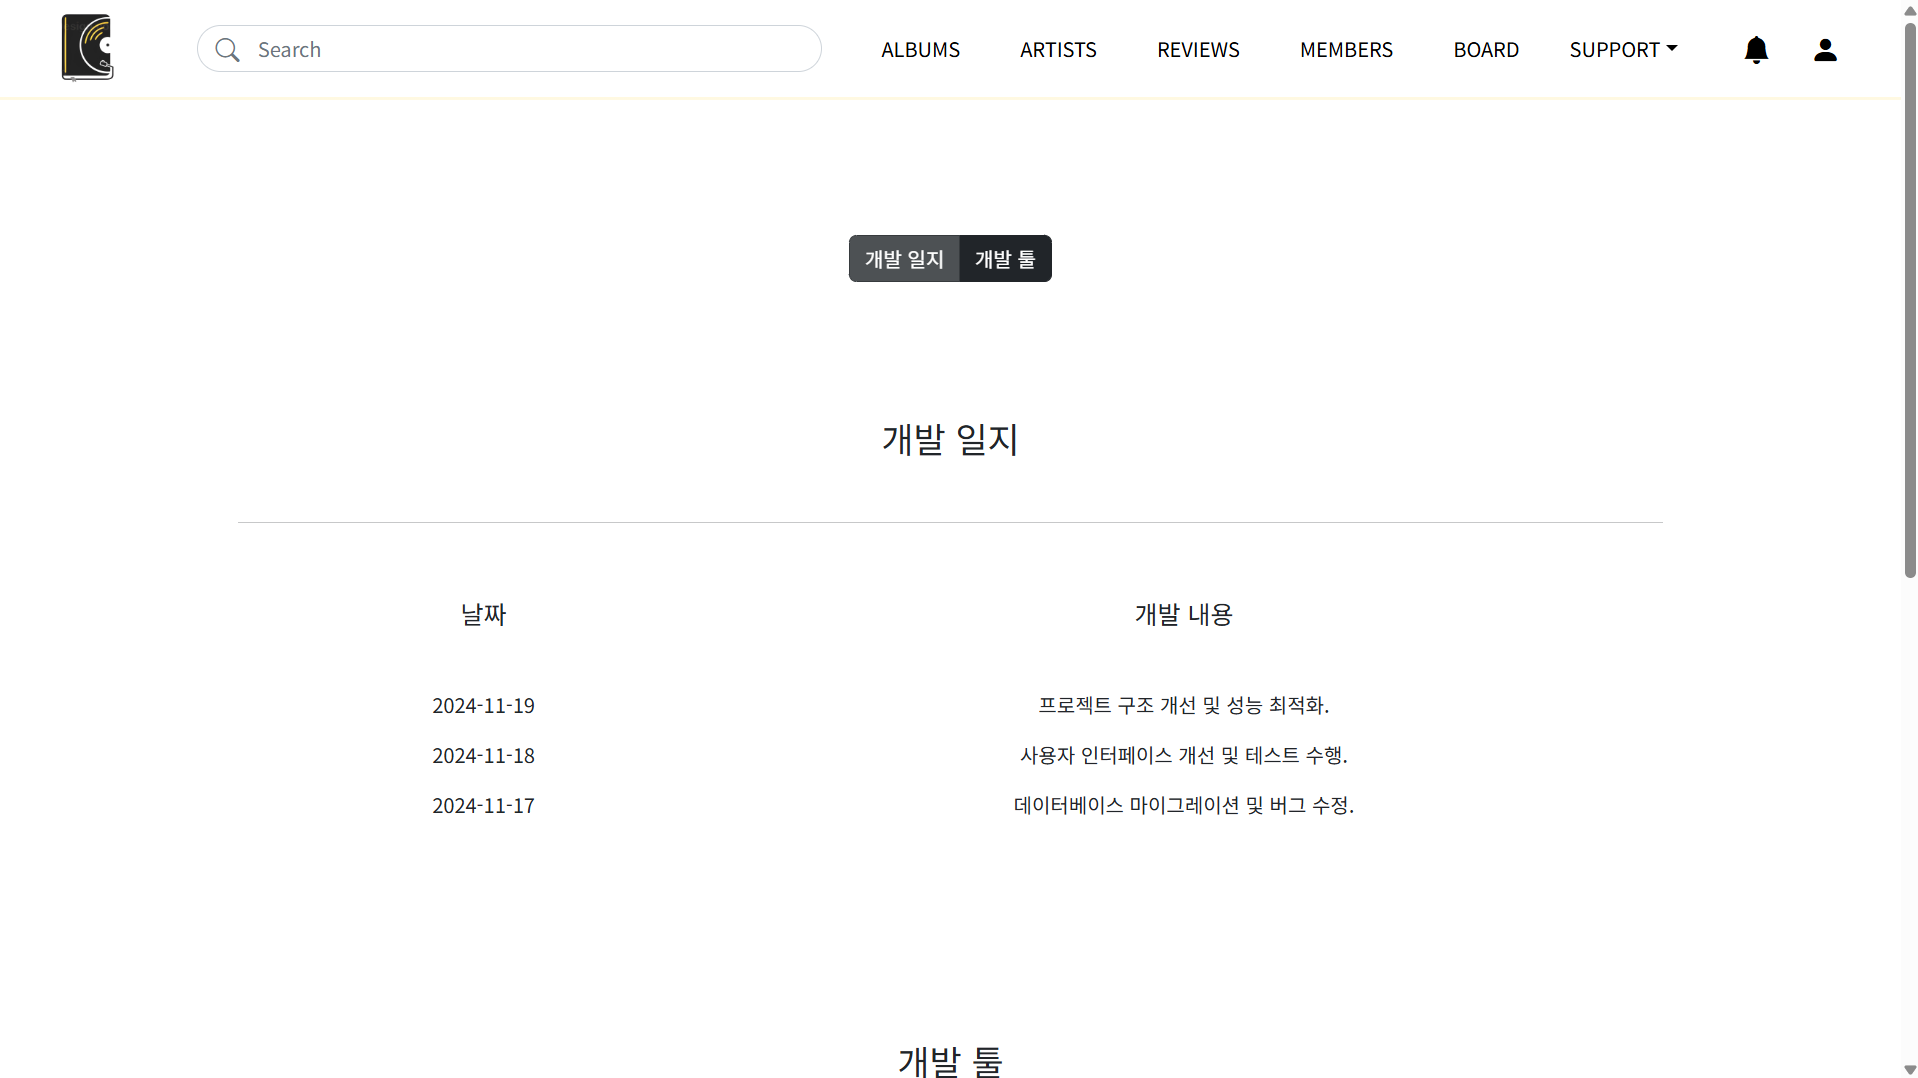 Search
ALBUMS
ARTISTS
REVIEWS
MEMBERS
BOARD
SUPPORT
개발 일지
개발 툴
개발 일지
날짜 개발 내용
2024-11-19 프로젝트 구조 개선 및 성능 최적화.
2024-11-18 사용자 인터페이스 개선 및 테스트 수행.
2024-11-17 데이터베이스 마이그레이션 및 버그 수정.
개발 툴